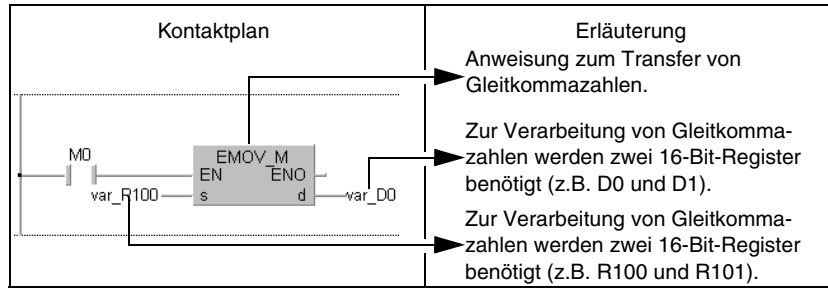 Kontaktplan
Erläuterung
Anweisung zum Transfer von
Gleitkommazahlen.
Zur Verarbeitung von Gleitkomma-
zahlen werden zwei 16-Bit-Register
benötigt (z.B. D0 und D1).
Zur Verarbeitung von Gleitkomma-
zahlen werden zwei 16-Bit-Register
benötigt (z.B. R100 und R101).
M0
EMOV_M
EN ENO
var_R100 s d var_D0